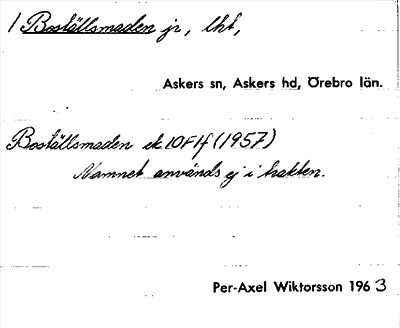 1 Boställsmaden jr, lht,
Askers sn, Askers hd, Örebro län.
Boställsmaden ek 10F1f (1957)
Namnet används ej i trakten.
Per-Axel Wiktorsson 1963